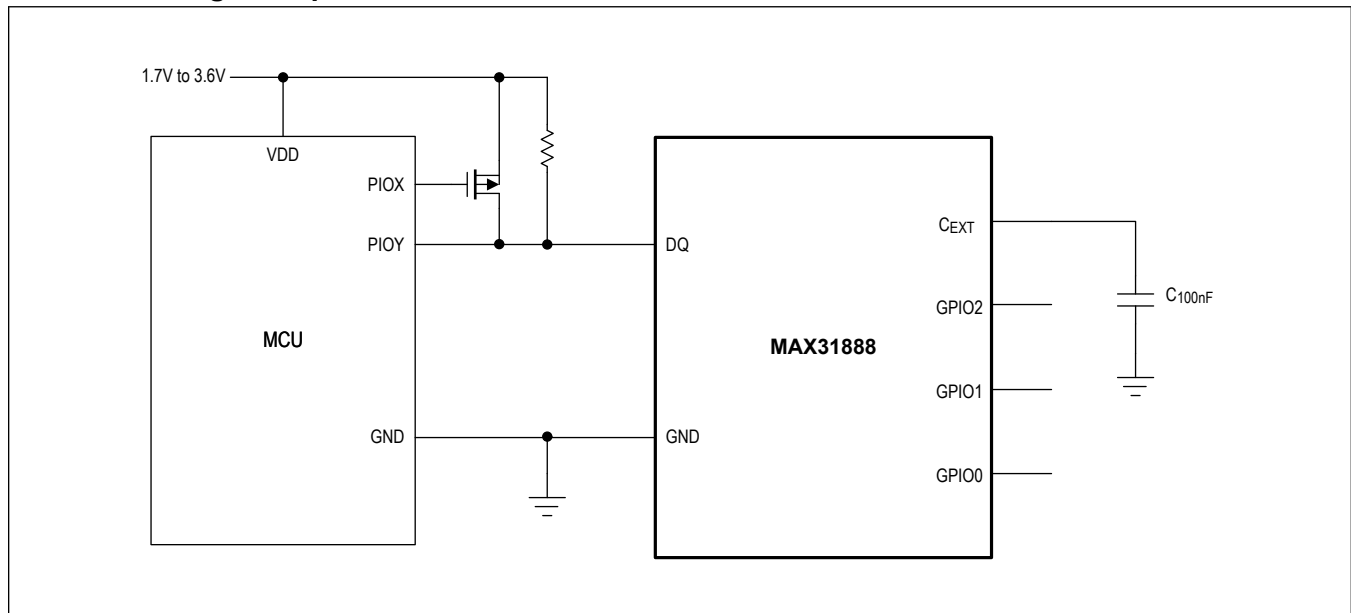 1.7V to 3.6V
VDD
PIOX
PIOY
MCU
GND
DQ
GND
MAX31888
CEXT
GPIO2
GPIO1
GPIO0
C100nF